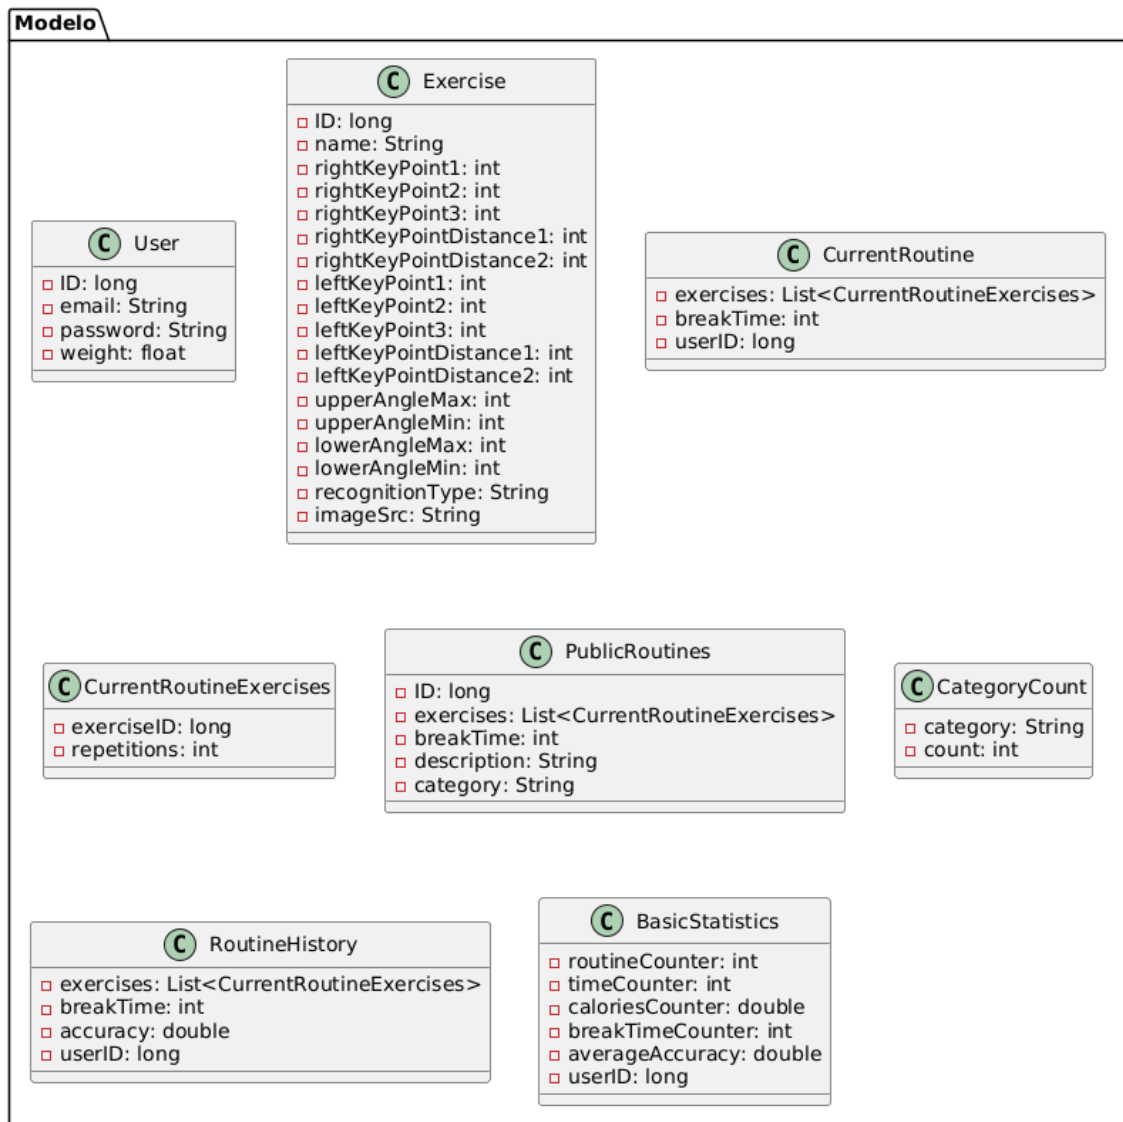 Modelo
C Exercise
ID: long
name: String
rightKeyPoint1: int
rightKeyPoint2: int
rightKeyPoint3: int
rightKeyPointDistance1: int
rightKeyPointDistance2: int
leftKeyPoint1: int
leftKeyPoint2: int
leftKeyPoint3: int
leftKeyPointDistance1: int
leftKeyPointDistance2: int
upperAngleMax: int
upperAngleMin: int
lowerAngleMax: int
lowerAngleMin: int
recognitionType: String
imageSrc: String
C User
ID: long
email: String
password: String
weight: float
C CurrentRoutine
exercises: List<CurrentRoutineExercises>
breakTime: int
userID: long
C CurrentRoutineExercises
exerciseID: long
repetitions: int
C PublicRoutines
ID: long
exercises: List<CurrentRoutineExercises>
breakTime: int
description: String
category: String
C CategoryCount
category: String
count: int
C RoutineHistory
exercises: List<CurrentRoutineExercises>
breakTime: int
accuracy: double
userID: long
C BasicStatistics
routineCounter: int
timeCounter: int
caloriesCounter: double
breakTimeCounter: int
averageAccuracy: double
userID: long